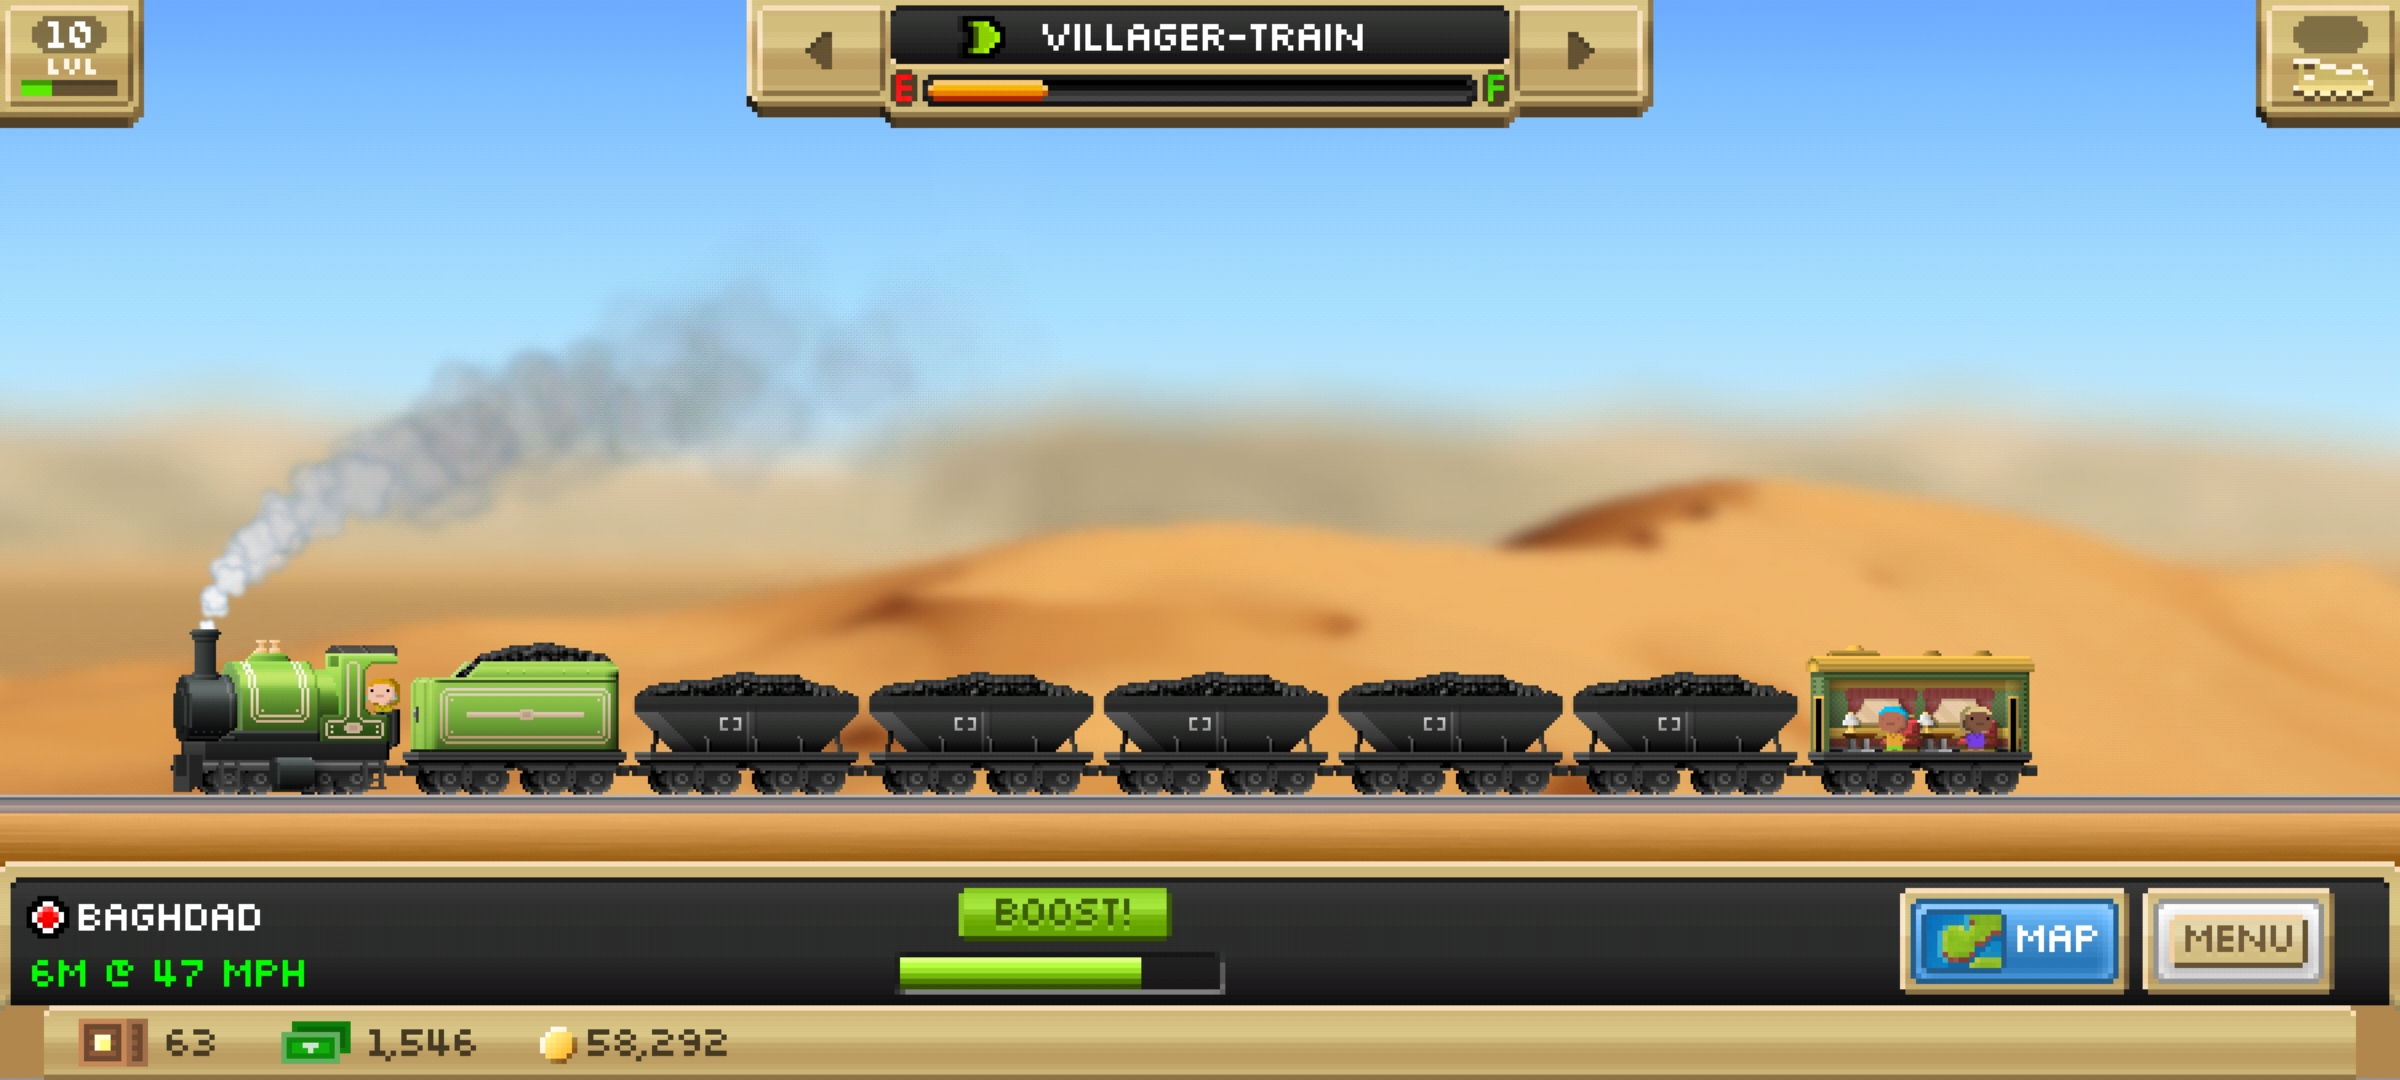 10
LVL
VILLAGER-TRAIN
E F
BAGHDAD
6M @ 47 MPH
BOOST!
MAP
MENU
63
1,546
58,292